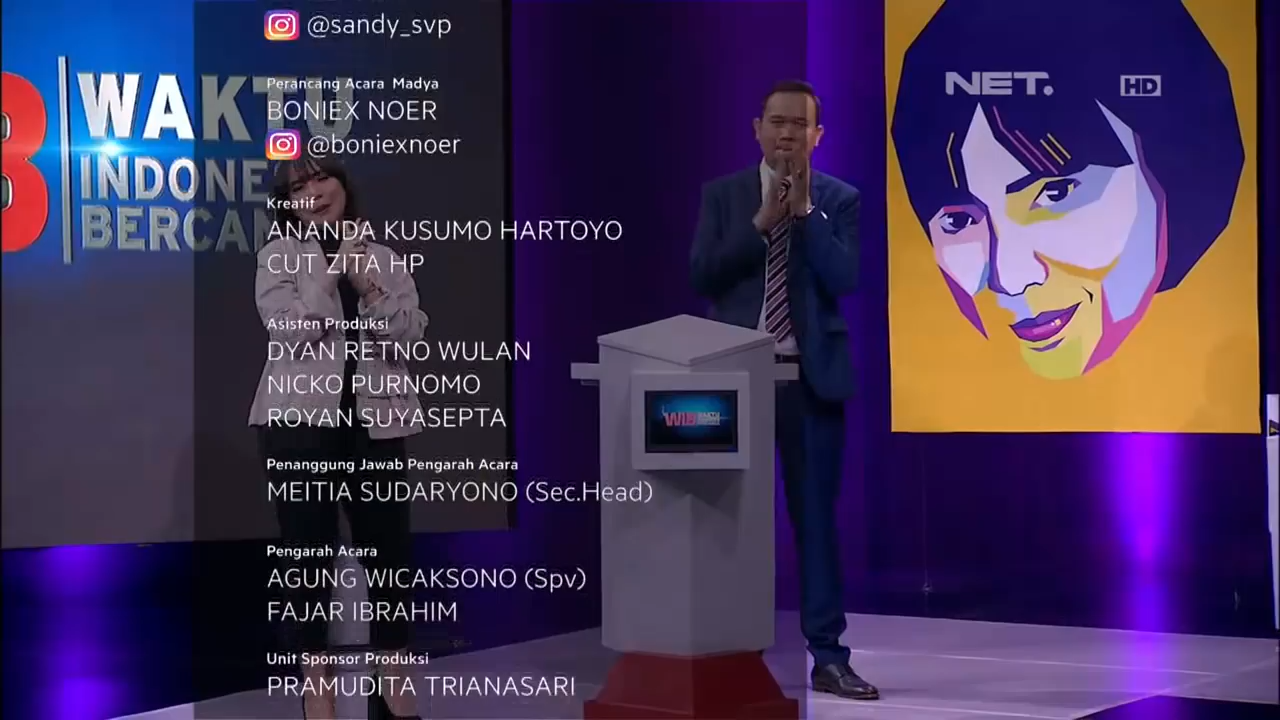 @sandy_svp
Perancang Acara Madya
BONIEX NOER
@boniexnoer
Kreatif
ANANDA KUSUMO HARTOYO
CUT ZITA HP
Asisten Produksi
DYAN RETNO WULAN
NICKO PURNOMO
ROYAN SUYASEPTA
Penanggung Jawab Pengarah Acara
MEITIA SUDARYONO (Sec.Head)
Pengarah Acara
AGUNG WICAKSONO (Spv)
FAJAR IBRAHIM
Unit Sponsor Produksi
PRAMUDITA TRIANASARI
B
WAKTU
INDONE
BERCAN
NET.
HD
WIB